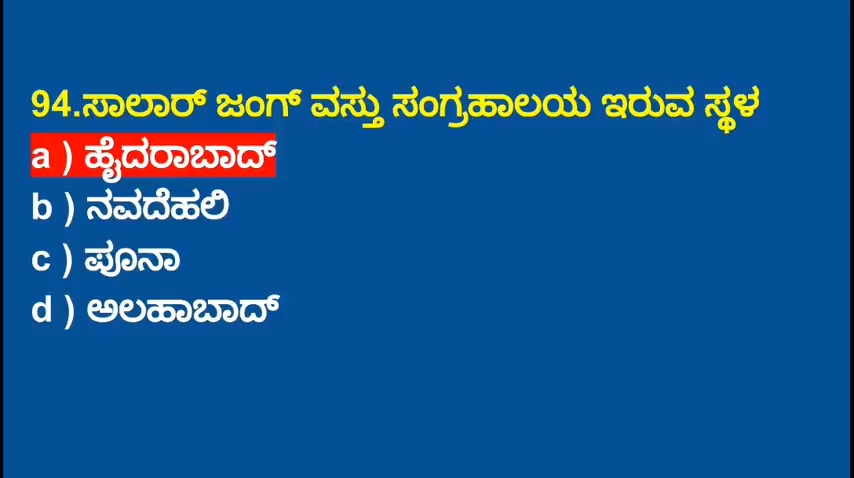 94.ಸಾಲಾರ್ ಜಂಗ್ ವಸ್ತು ಸಂಗ್ರಹಾಲಯ ಇರುವ ಸ್ಥಳ
a ) ಹೈದರಾಬಾದ್
b ) ನವದೆಹಲಿ
c ) ಪೂನಾ
d ) ಅಲಹಾಬಾದ್